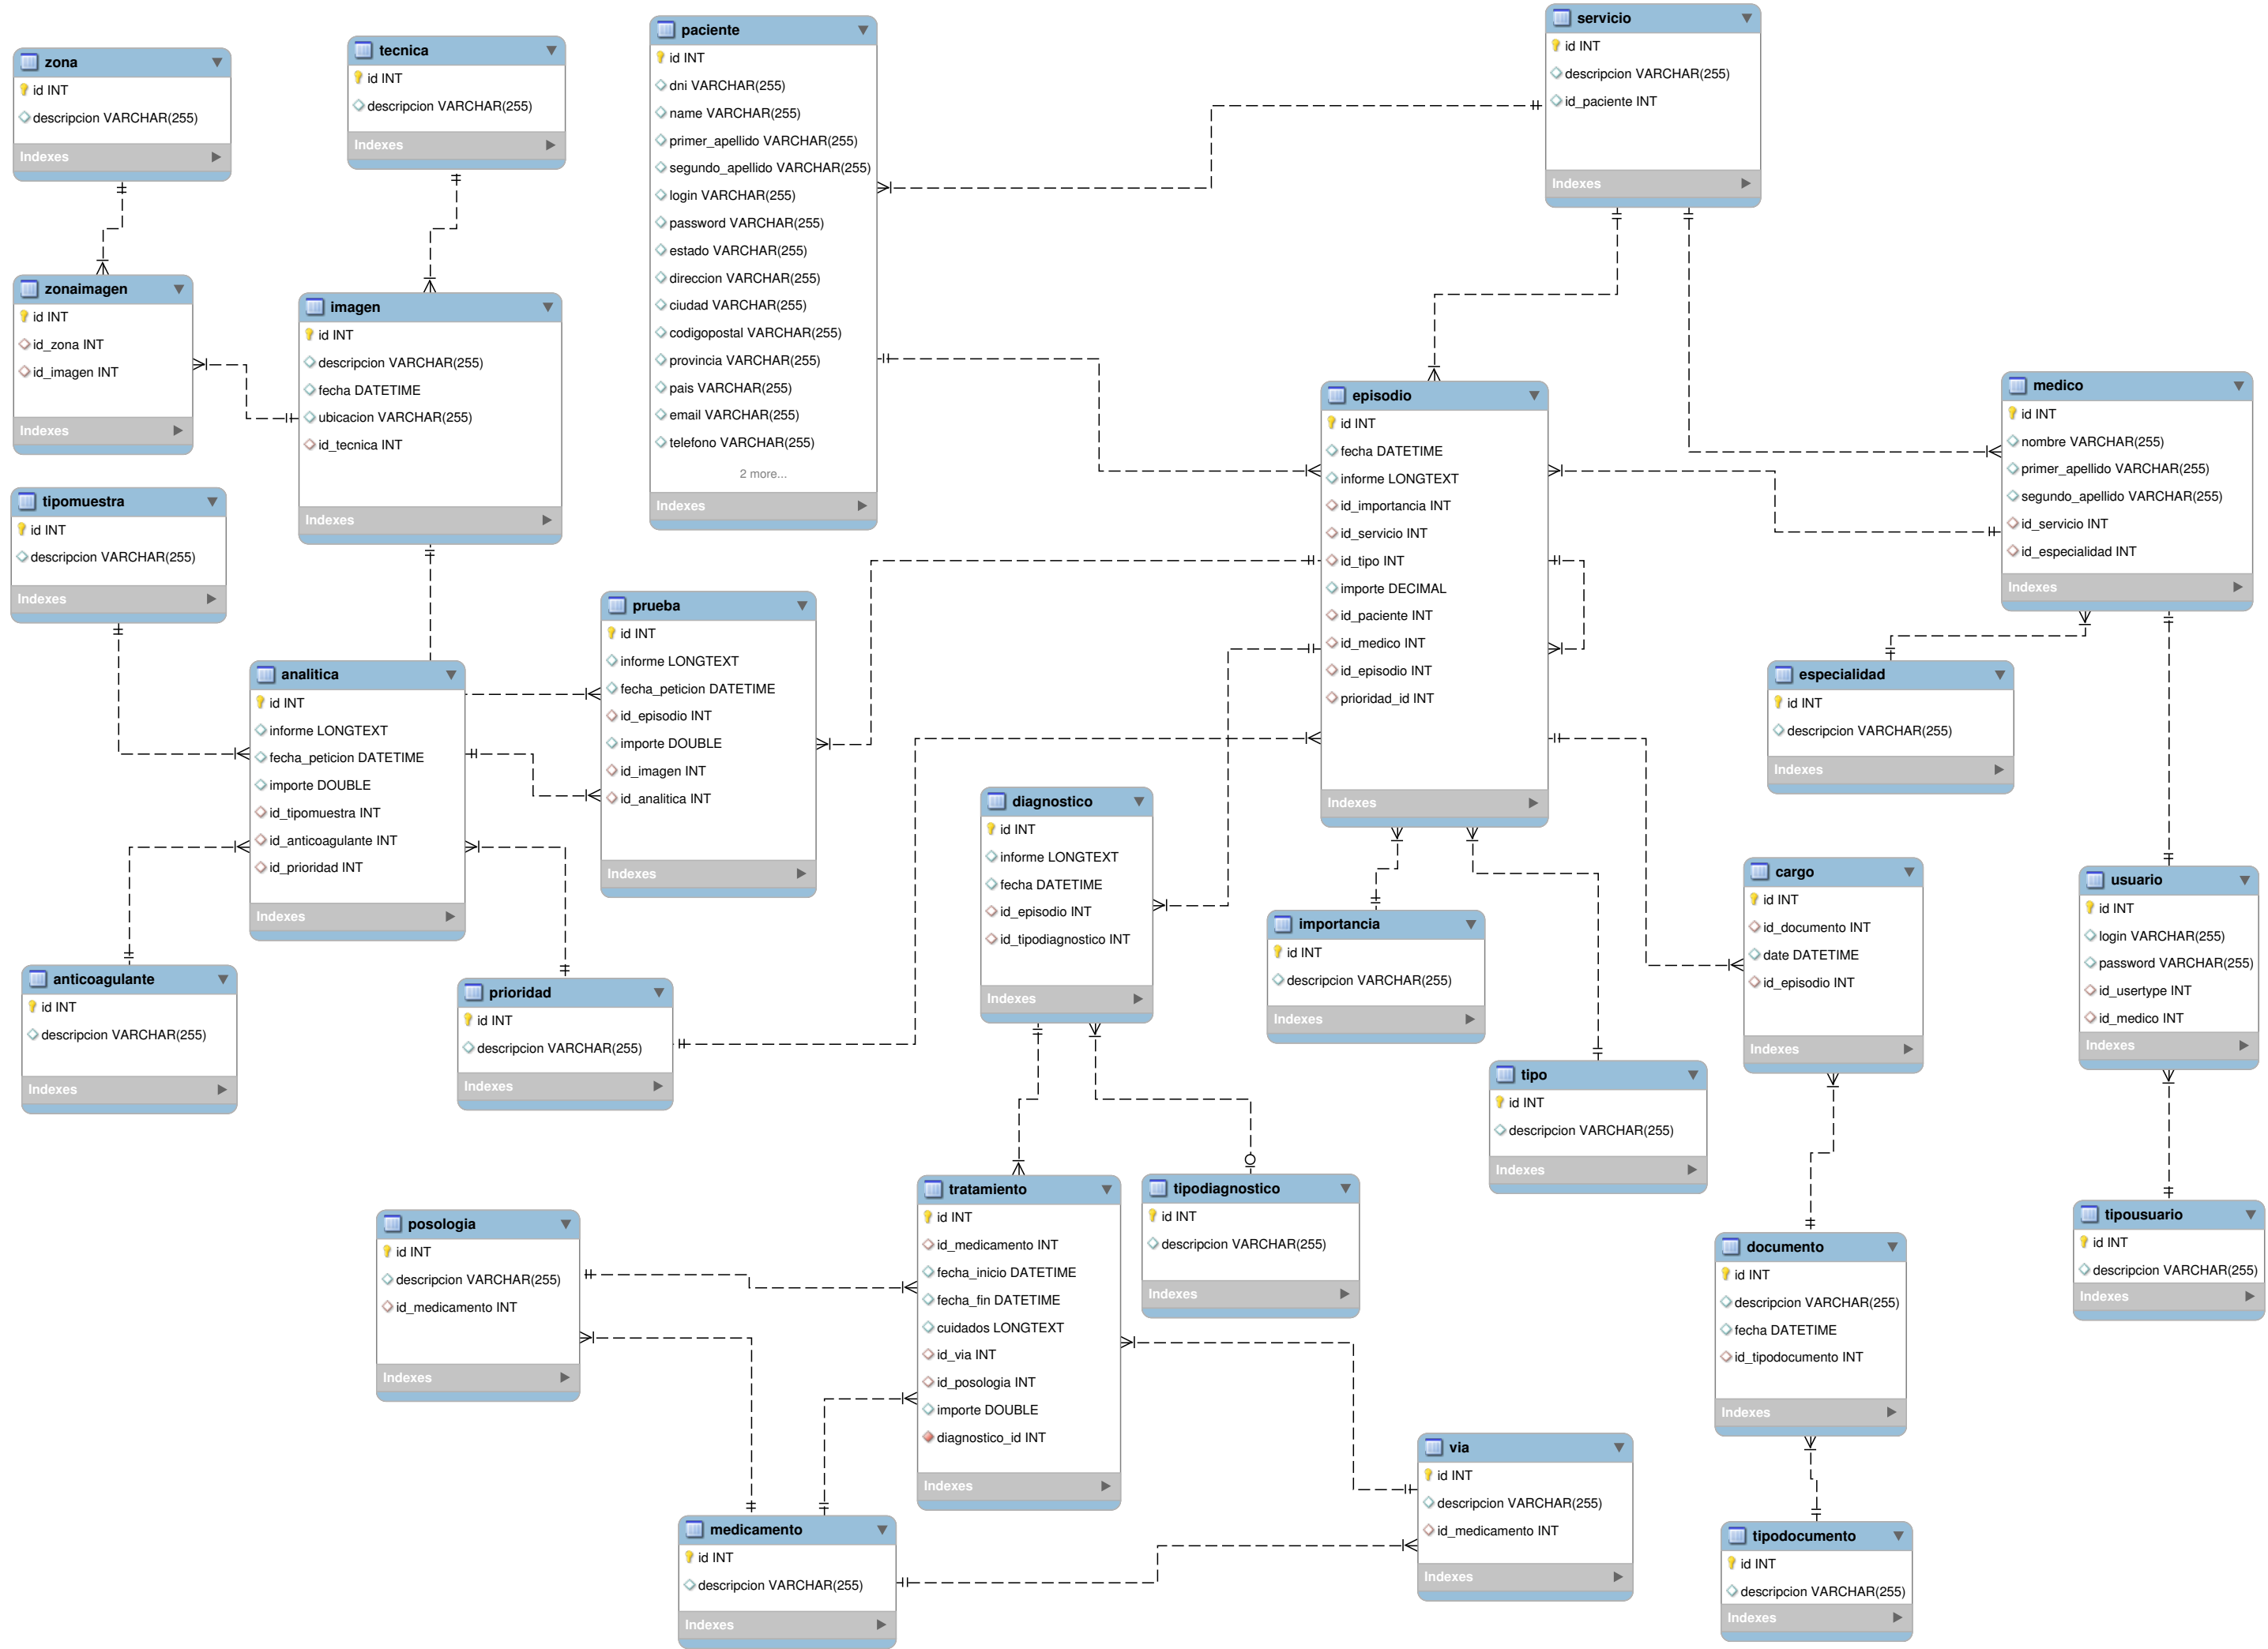 zona
id INT
descripcion VARCHAR(255)
Indexes
tecnica
id INT
descripcion VARCHAR(255)
Indexes
paciente
id INT
dni VARCHAR(255)
name VARCHAR(255)
primer_apellido VARCHAR(255)
segundo_apellido VARCHAR(255)
login VARCHAR(255)
password VARCHAR(255)
estado VARCHAR(255)
direccion VARCHAR(255)
ciudad VARCHAR(255)
codigopostal VARCHAR(255)
provincia VARCHAR(255)
pais VARCHAR(255)
email VARCHAR(255)
telefono VARCHAR(255)
2 more...
Indexes
servicio
id INT
descripcion VARCHAR(255)
id_paciente INT
Indexes
zonaimagen
id INT
id_zona INT
id_imagen INT
Indexes
imagen
id INT
descripcion VARCHAR(255)
fecha DATETIME
ubicacion VARCHAR(255)
id_tecnica INT
Indexes
episodio
id INT
fecha DATETIME
informe LONGTEXT
id_importancia INT
id_servicio INT
id_tipo INT
importe DECIMAL
id_paciente INT
id_medico INT
id_episodio INT
prioridad_id INT
Indexes
medico
id INT
nombre VARCHAR(255)
primer_apellido VARCHAR(255)
segundo_apellido VARCHAR(255)
id_servicio INT
id_especialidad INT
Indexes
tipomuestra
id INT
descripcion VARCHAR(255)
Indexes
prueba
id INT
informe LONGTEXT
fecha_peticion DATETIME
id_episodio INT
importe DOUBLE
id_imagen INT
id_analitica INT
Indexes
analitica
id INT
informe LONGTEXT
fecha_peticion DATETIME
importe DOUBLE
id_tipomuestra INT
id_anticoagulante INT
id_prioridad INT
Indexes
especialidad
id INT
descripcion VARCHAR(255)
Indexes
diagnostico
id INT
informe LONGTEXT
fecha DATETIME
id_episodio INT
id_tipodiagnostico INT
Indexes
cargo
id INT
id_documento INT
date DATETIME
id_episodio INT
Indexes
usuario
id INT
login VARCHAR(255)
password VARCHAR(255)
id_usertype INT
id_medico INT
Indexes
importancia
id INT
descripcion VARCHAR(255)
Indexes
anticoagulante
id INT
descripcion VARCHAR(255)
Indexes
prioridad
id INT
descripcion VARCHAR(255)
Indexes
tipo
id INT
descripcion VARCHAR(255)
Indexes
tratamiento
id INT
id_medicamento INT
fecha_inicio DATETIME
fecha_fin DATETIME
cuidados LONGTEXT
id_via INT
id_posologia INT
importe DOUBLE
diagnostico_id INT
Indexes
tipodiagnostico
id INT
descripcion VARCHAR(255)
Indexes
tipousuario
id INT
descripcion VARCHAR(255)
Indexes
posologia
id INT
descripcion VARCHAR(255)
id_medicamento INT
Indexes
documento
id INT
descripcion VARCHAR(255)
fecha DATETIME
id_tipodocumento INT
Indexes
via
id INT
descripcion VARCHAR(255)
id_medicamento INT
Indexes
medicamento
id INT
descripcion VARCHAR(255)
Indexes
tipodocumento
id INT
descripcion VARCHAR(255)
Indexes